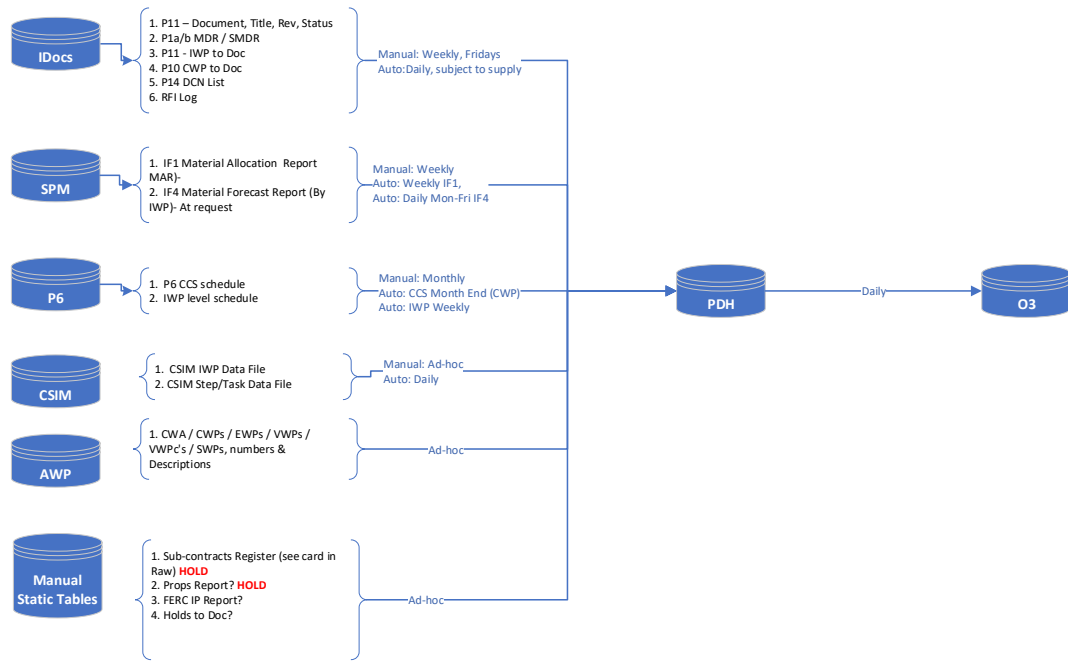 IDocs
1. P11 – Document, Title, Rev, Status
2. P1a/b MDR / SMDR
3. P11 - IWP to Doc
4. P10 CWP to Doc
5. P14 DCN List
6. RFI Log
Manual: Weekly, Fridays
Auto:Daily, subject to supply
SPM
1. IF1 Material Allocation Report
MAR)-
2. IF4 Material Forecast Report (By
IWP)- At request
Manual: Weekly
Auto: Weekly IF1,
Auto: Daily Mon-Fri IF4
P6
1. P6 CCS schedule
2. IWP level schedule
Manual: Monthly
Auto: CCS Month End (CWP)
Auto: IWP Weekly
PDH
Daily
O3
CSIM
1. CSIM IWP Data File
2. CSIM Step/Task Data File
Manual: Ad-hoc
Auto: Daily
AWP
1. CWA / CWPs / EWPs / VWPs /
VWPc's / SWPs, numbers &
Descriptions
Ad-hoc
Manual
Static Tables
1. Sub-contracts Register (see card in
Raw) HOLD
2. Props Report? HOLD
3. FERC IP Report?
4. Holds to Doc?
Ad-hoc